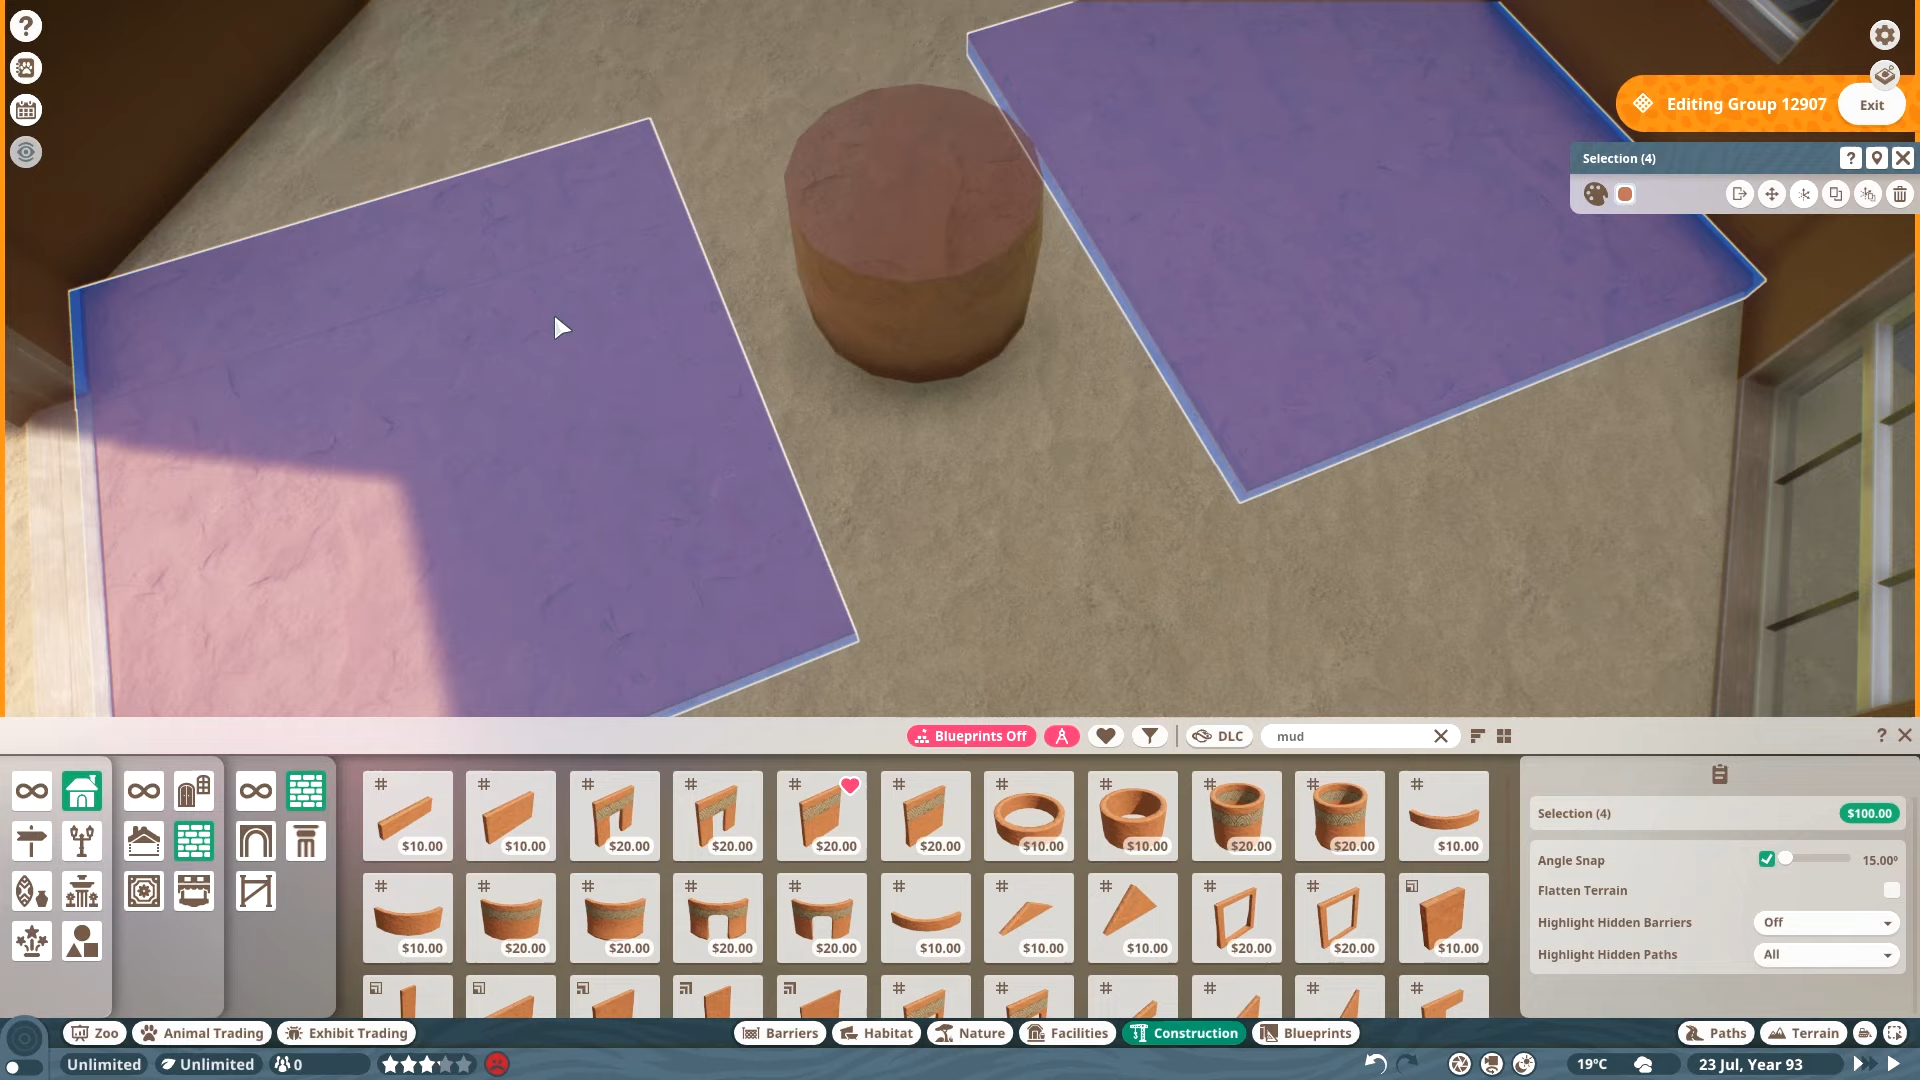 Editing Group 12907
Exit
Selection (4)
?
Blueprints Off
DLC
mud
?
$10.00 $10.00 $20.00 $20.00 $20.00 $20.00 $10.00 $10.00 $20.00 $20.00 $10.00
$10.00 $20.00 $20.00 $20.00 $20.00 $10.00 $10.00 $10.00 $20.00 $20.00 $10.00
Selection (4) $100.00
Angle Snap 15.00°
Flatten Terrain
Highlight Hidden Barriers Off
Highlight Hidden Paths All
Zoo Animal Trading Exhibit Trading Barriers Habitat Nature Facilities Construction Blueprints Paths Terrain
Unlimited Unlimited 0 19°C 23 Jul, Year 93